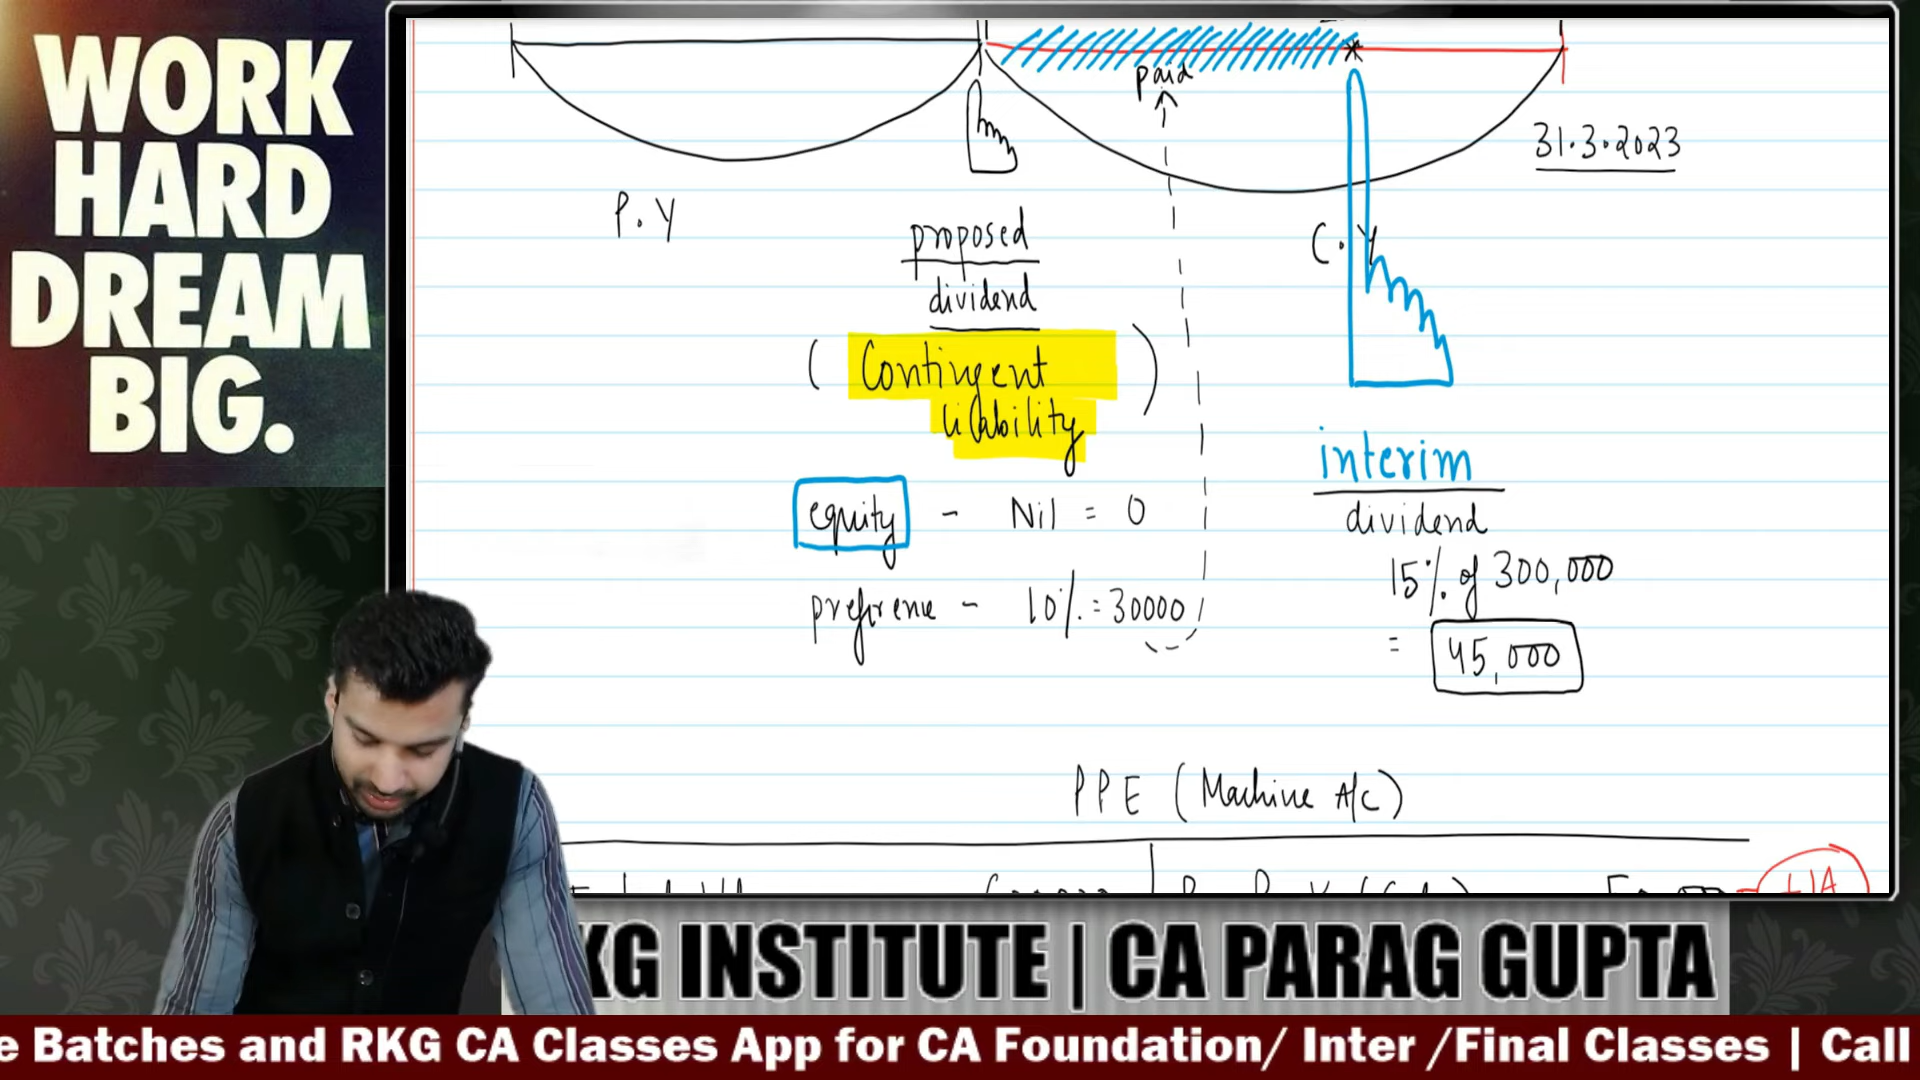 WORK
HARD
DREAM
BIG.
paid
31.3.2023
P.Y
C.Y
proposed
dividend
( Contingent
liability )
equity - Nil = 0
prefrence - 10% = 30000
interim
dividend
15% of 300,000
= 45,000
PPE ( Machine A/c )
KG INSTITUTE | CA PARAG GUPTA
e Batches and RKG CA Classes App for CA Foundation/ Inter /Final Classes | Call